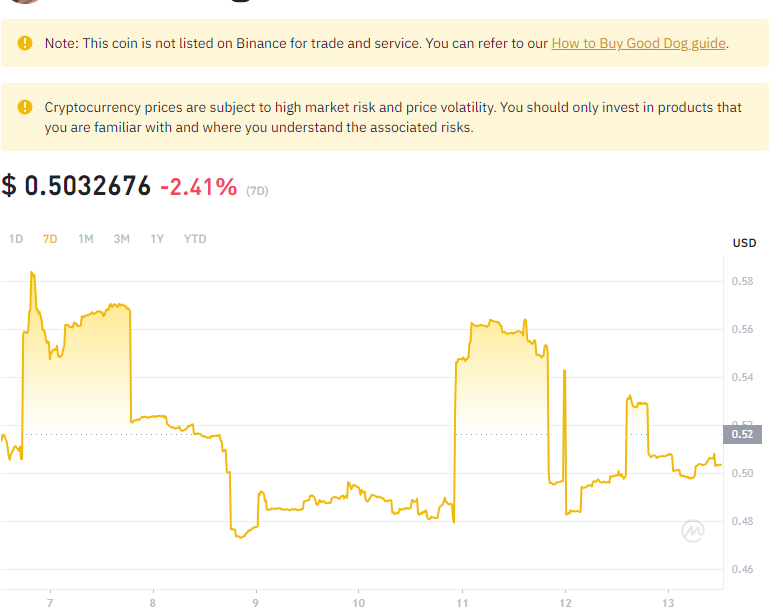 Note: This coin is not listed on Binance for trade and service. You can refer to our How to Buy Good Dog guide.
Cryptocurrency prices are subject to high market risk and price volatility. You should only invest in products that
you are familiar with and where you understand the associated risks.
$ 0.5032676 -2.41% (7D)
1D 7D 1M 3M 1Y YTD
USD
0.58
0.56
0.54
0.52
0.52
0.50
0.48
0.46
7 8 9 10 11 12 13